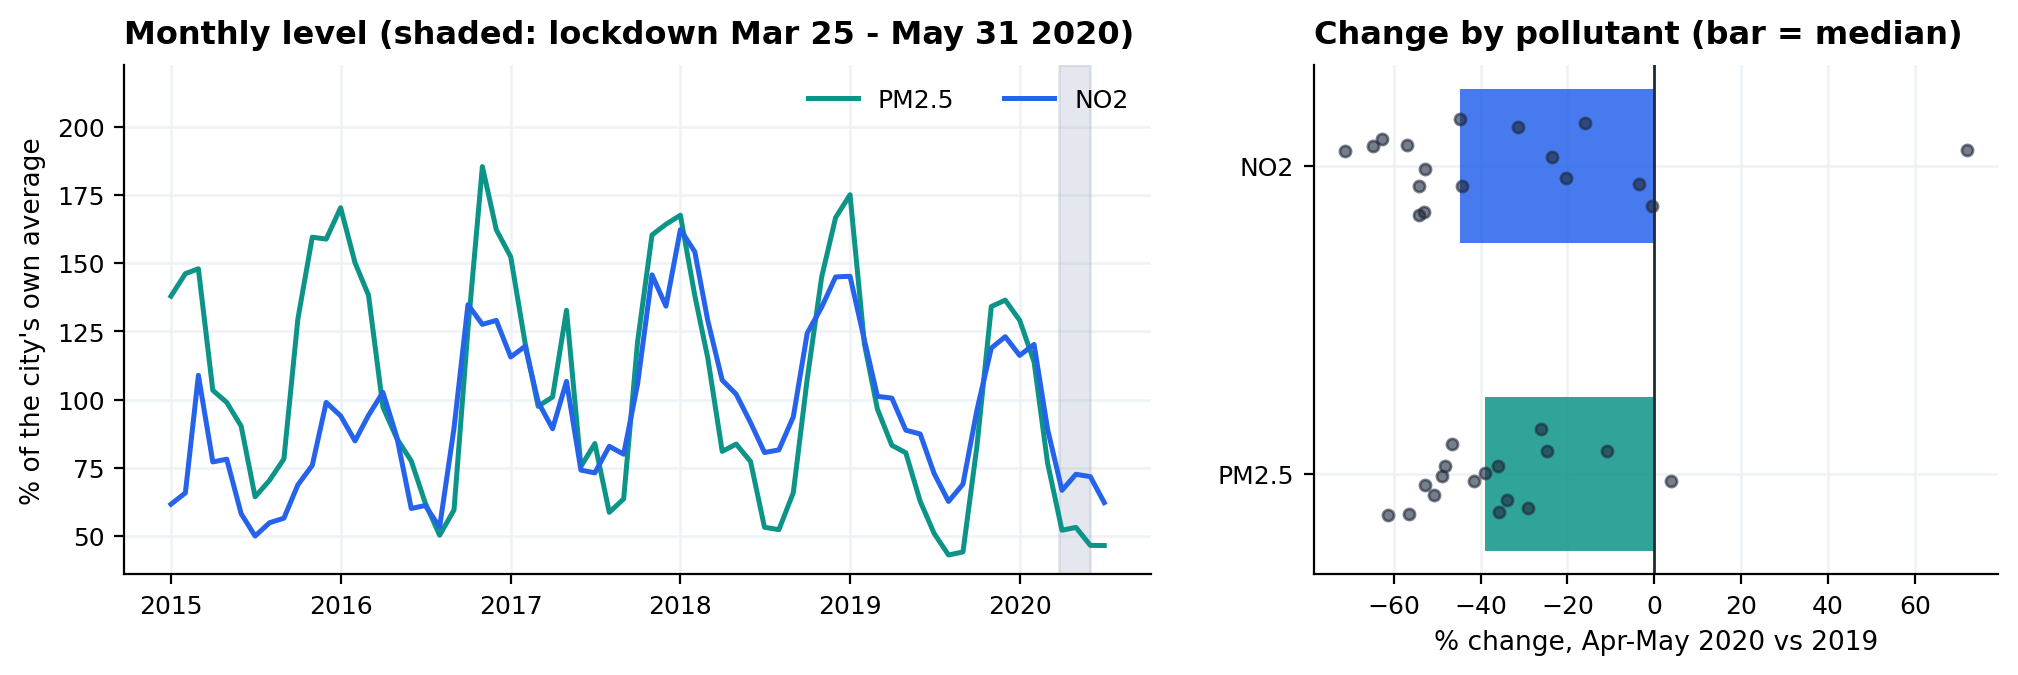 Monthly level (shaded: lockdown Mar 25 - May 31 2020)
PM2.5
NO2
% of the city's own average
200
175
150
125
100
75
50
2015
2016
2017
2018
2019
2020
Change by pollutant (bar = median)
NO2
PM2.5
−60
−40
−20
0
20
40
60
% change, Apr-May 2020 vs 2019